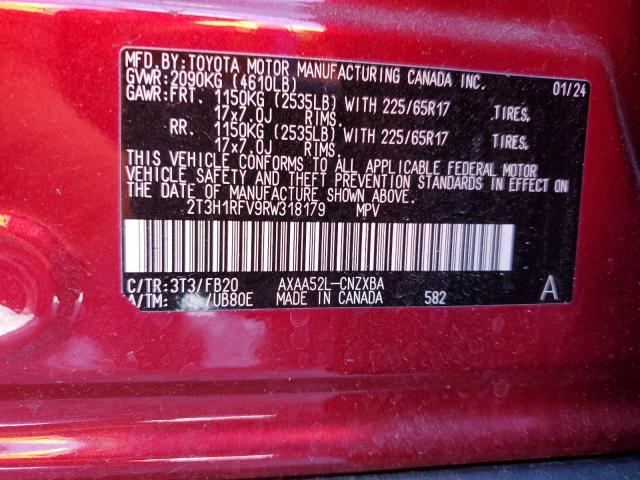 MFD. BY: TOYOTA MOTOR MANUFACTURING CANADA INC.
GVWR: 2090KG (4610LB) 01/24
GAWR: FRT. 1150KG (2535LB) WITH 225/65R17 TIRES,
17x7.0J RIMS.
RR. 1150KG (2535LB) WITH 225/65R17 TIRES,
17x7.0J RIMS.
THIS VEHICLE CONFORMS TO ALL APPLICABLE FEDERAL MOTOR
VEHICLE SAFETY AND THEFT PREVENTION STANDARDS IN EFFECT ON
THE DATE OF MANUFACTURE SHOWN ABOVE.
2T3H1RFV9RW318179 MPV
C/TR: 3T3/FB20 AXAA52L-CNZXBA A
A/TM: /UB80E MADE IN CANADA 582